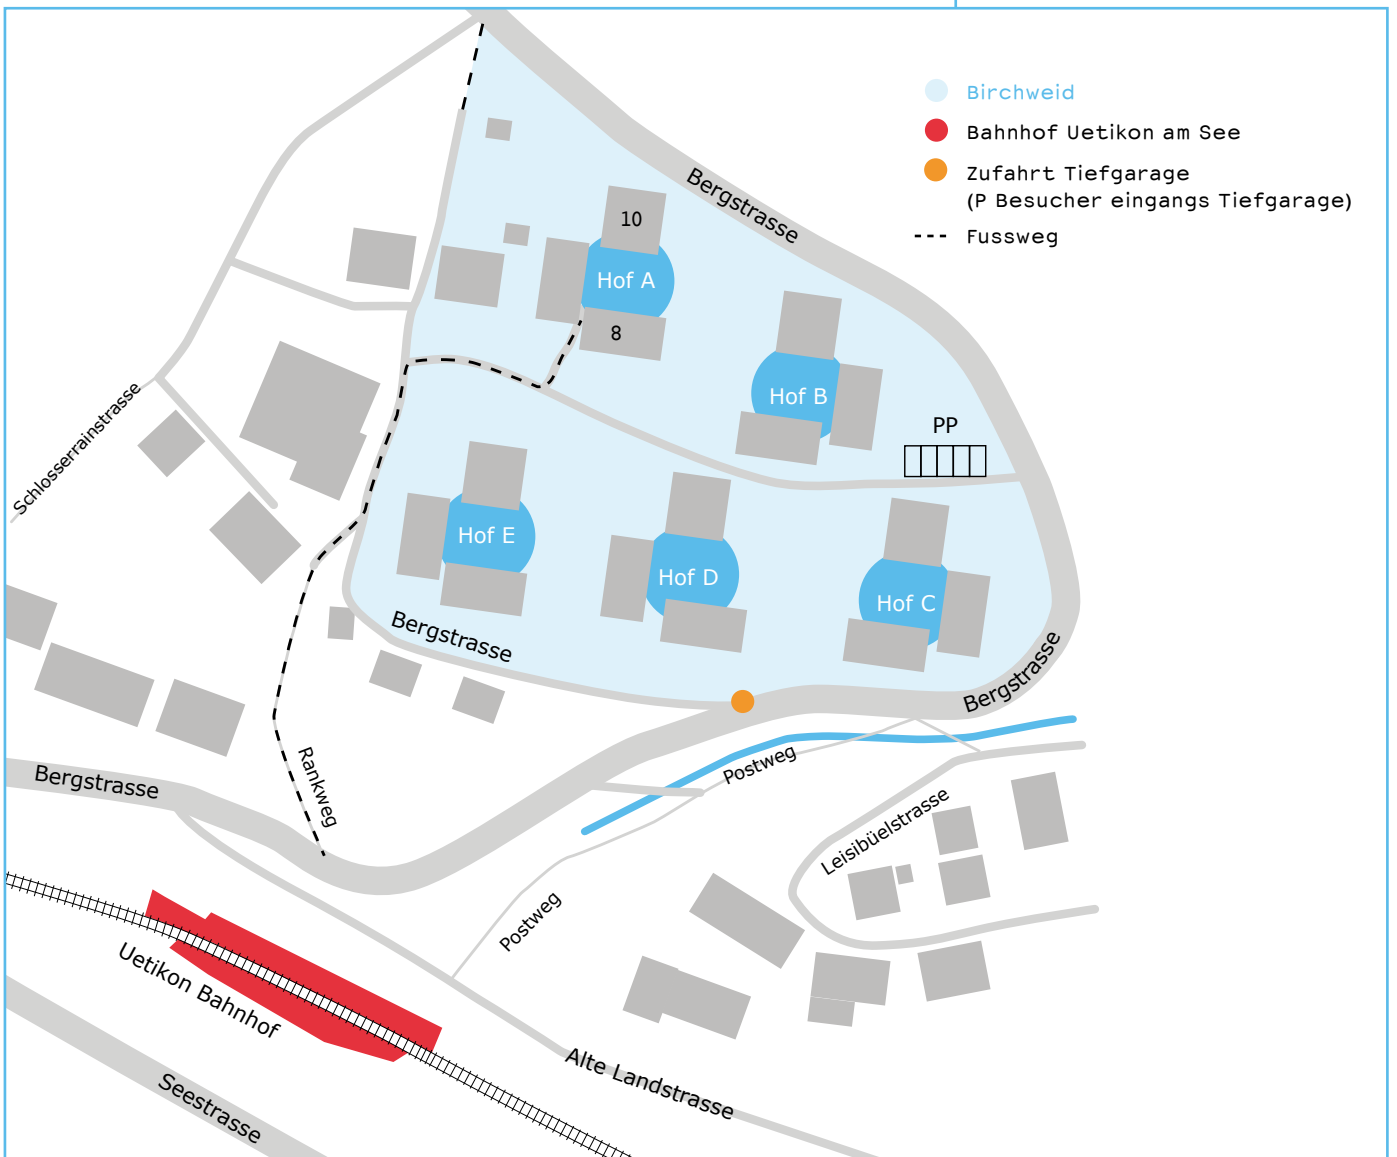 Birchweid
Bahnhof Uetikon am See
Zufahrt Tiefgarage
(P Besucher eingangs Tiefgarage)
Fussweg
Bergstrasse
10
Hof A
8
Hof B
PP
Schlosserrainstrasse
Hof E
Hof D
Hof C
Bergstrasse
Bergstrasse
Postweg
Rankweg
Bergstrasse
Leisibüelstrasse
Postweg
Uetikon Bahnhof
Alte Landstrasse
Seestrasse